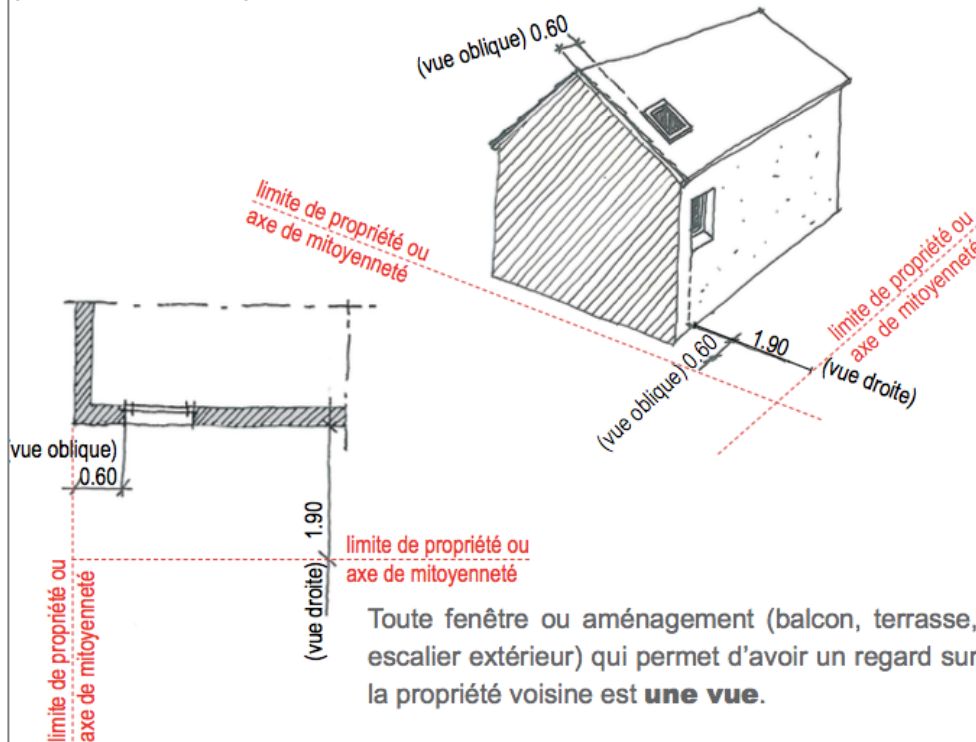 (vue oblique) 0.60
limite de propriété ou
axe de mitoyenneté
limite de propriété ou
axe de mitoyenneté
(vue oblique) 0.60
1.90
(vue droite)
vue oblique)
0.60
1.90
(vue droite)
limite de propriété ou
axe de mitoyenneté
limite de propriété ou
axe de mitoyenneté
Toute fenêtre ou aménagement (balcon, terrasse,
escalier extérieur) qui permet d'avoir un regard sur
la propriété voisine est une vue.